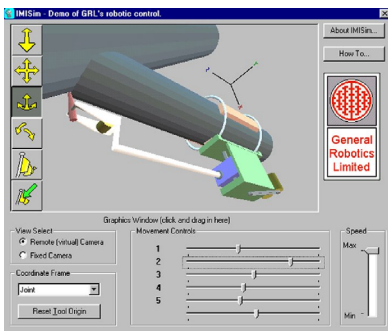 IMISim - Demo of GRL's robotic control.
About IMISim...
How To...
General
Robotics
Limited
Graphics Window (click and drag in here)
View Select
Remote (virtual) Camera
Fixed Camera
Coordinate Frame
Joint
Reset Tool Origin
Movement Controls
1
2
3
4
5
Speed
Max
Min